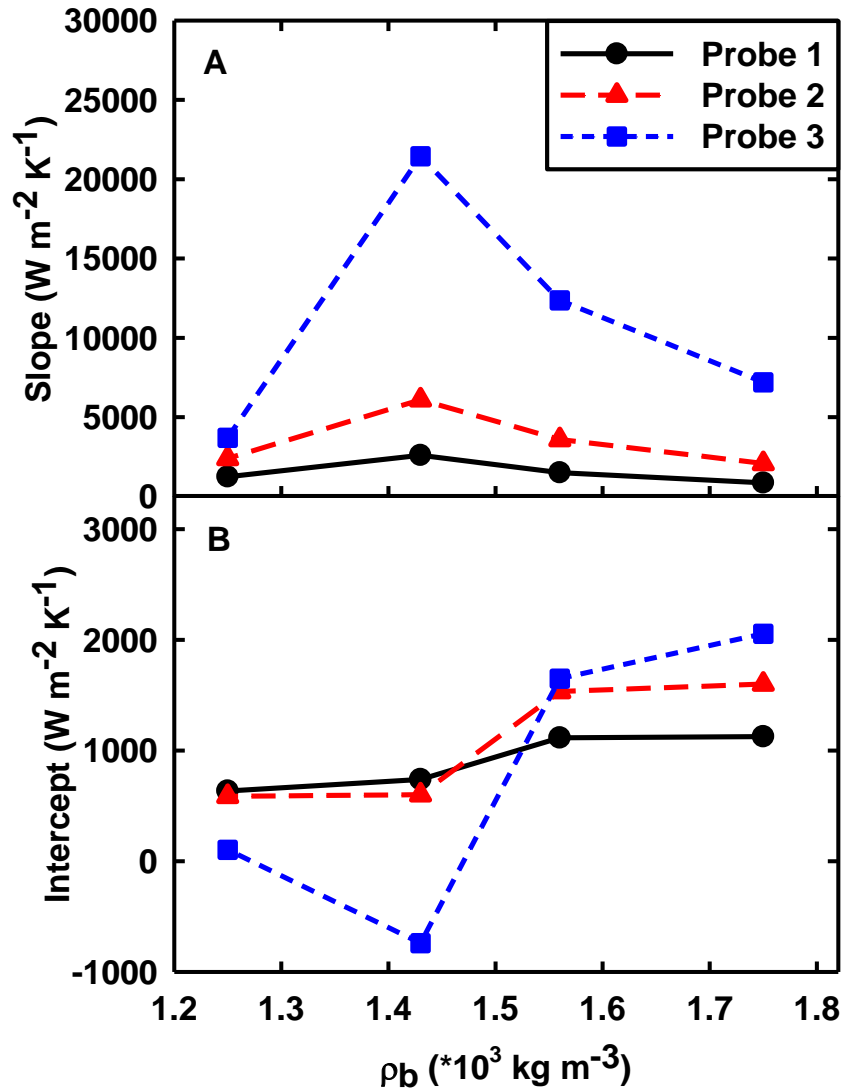 30000
25000
20000
15000
10000
5000
0
Slope (W m⁻² K⁻¹)
A
Probe 1
Probe 2
Probe 3
3000
2000
1000
0
-1000
Intercept (W m⁻² K⁻¹)
B
1.2 1.3 1.4 1.5 1.6 1.7 1.8
ρb (*10³ kg m⁻³)